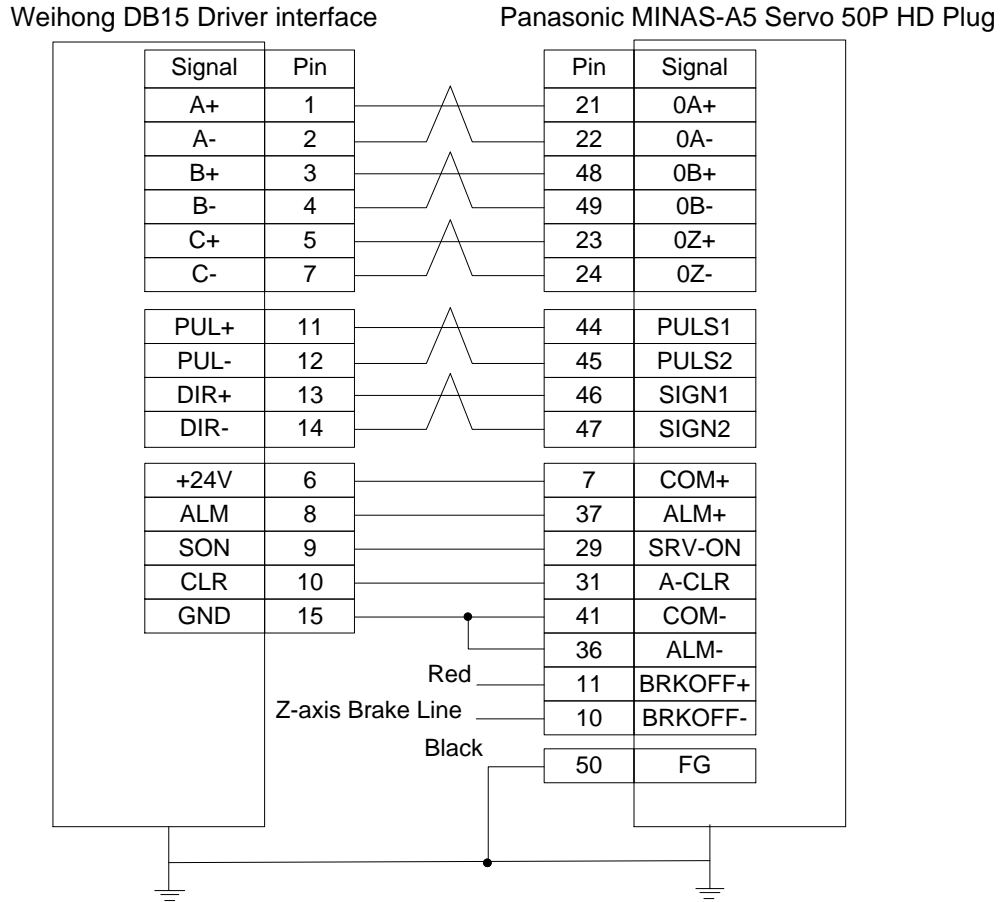 Weihong DB15 Driver interface Panasonic MINAS-A5 Servo 50P HD Plug
Signal Pin Pin Signal
A+ 1 21 0A+
A- 2 22 0A-
B+ 3 48 0B+
B- 4 49 0B-
C+ 5 23 0Z+
C- 7 24 0Z-
PUL+ 11 44 PULS1
PUL- 12 45 PULS2
DIR+ 13 46 SIGN1
DIR- 14 47 SIGN2
+24V 6 7 COM+
ALM 8 37 ALM+
SON 9 29 SRV-ON
CLR 10 31 A-CLR
GND 15 41 COM-
36 ALM-
Red 11 BRKOFF+
Z-axis Brake Line 10 BRKOFF-
Black
50 FG